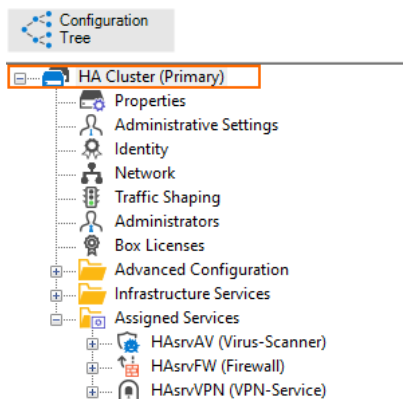 Configuration
Tree
HA Cluster (Primary)
Properties
Administrative Settings
Identity
Network
Traffic Shaping
Administrators
Box Licenses
Advanced Configuration
Infrastructure Services
Assigned Services
HAsrvAV (Virus-Scanner)
HAsrvFW (Firewall)
HAsrvVPN (VPN-Service)